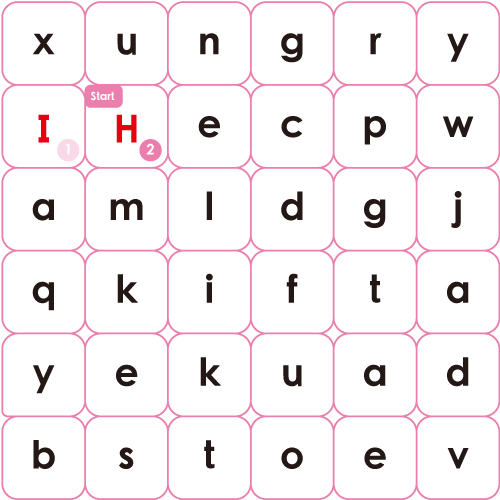 x u n g r y
Start
I 1 H 2 e c p w
a m l d g j
q k i f t a
y e k u a d
b s t o e v